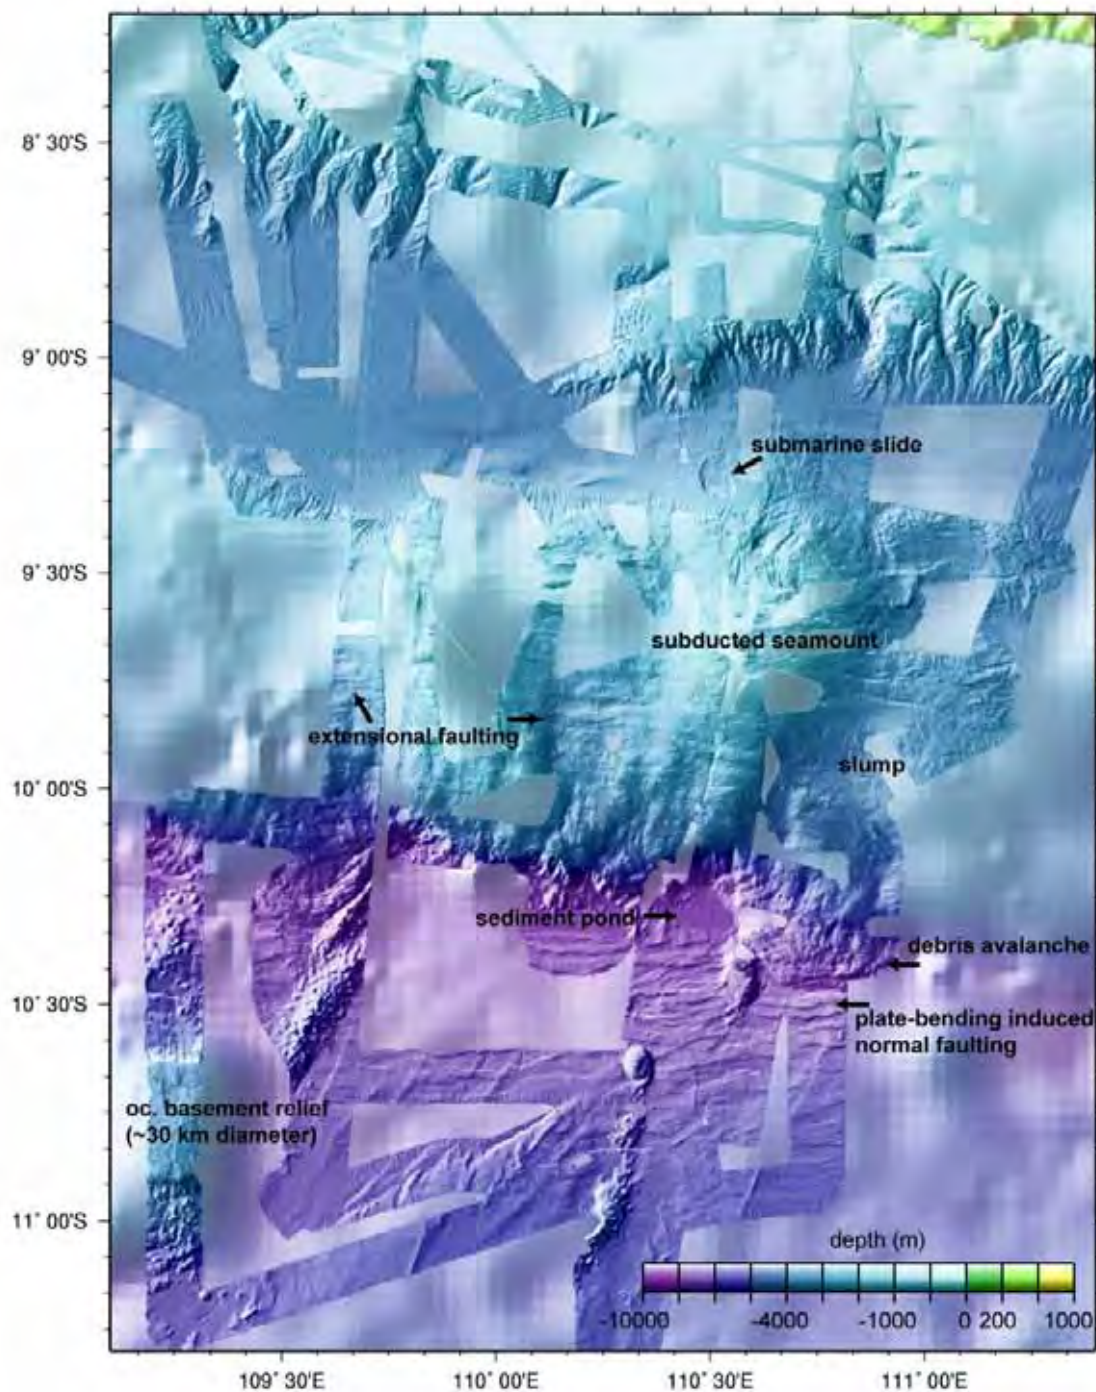 8° 30'S
9° 00'S
submarine slide
9° 30'S
subducted seamount
extensional faulting
slump
10° 00'S
sediment pond
debris avalanche
10° 30'S
plate-bending induced
normal faulting
oc. basement relief
(~30 km diameter)
11° 00'S
depth (m)
-10000 -4000 -1000 0 200 1000
109° 30'E 110° 00'E 110° 30'E 111° 00'E